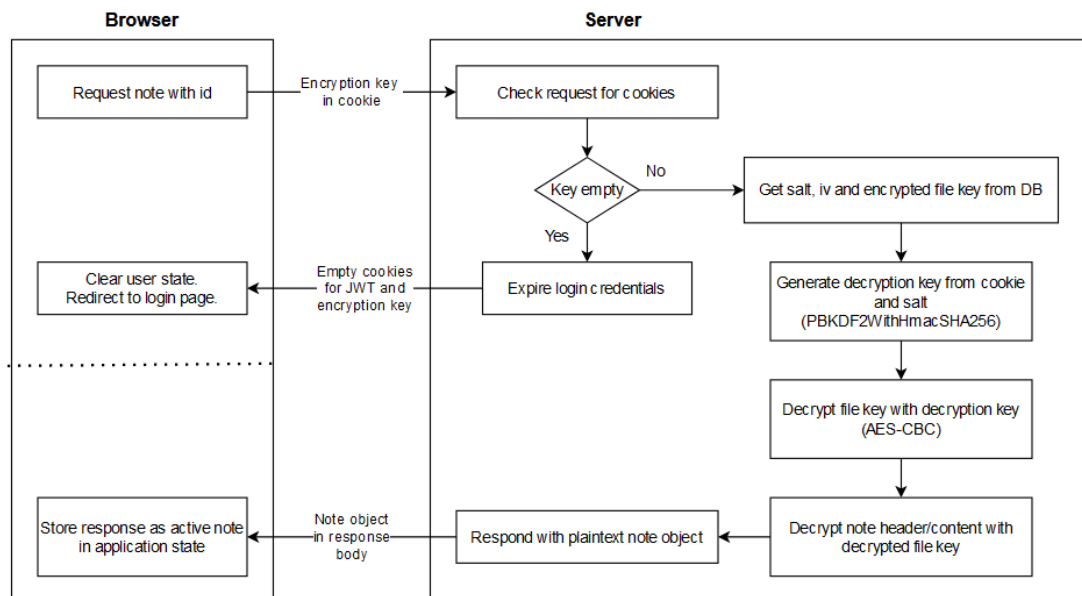 Browser
Server
Request note with id
Encryption key
in cookie
Check request for cookies
Key empty
No
Get salt, iv and encrypted file key from DB
Yes
Clear user state.
Redirect to login page.
Empty cookies
for JWT and
encryption key
Expire login credentials
Generate decryption key from cookie
and salt
(PBKDF2WithHmacSHA256)
Decrypt file key with decryption key
(AES-CBC)
Store response as active note
in application state
Note object
in response
body
Respond with plaintext note object
Decrypt note header/content with
decrypted file key